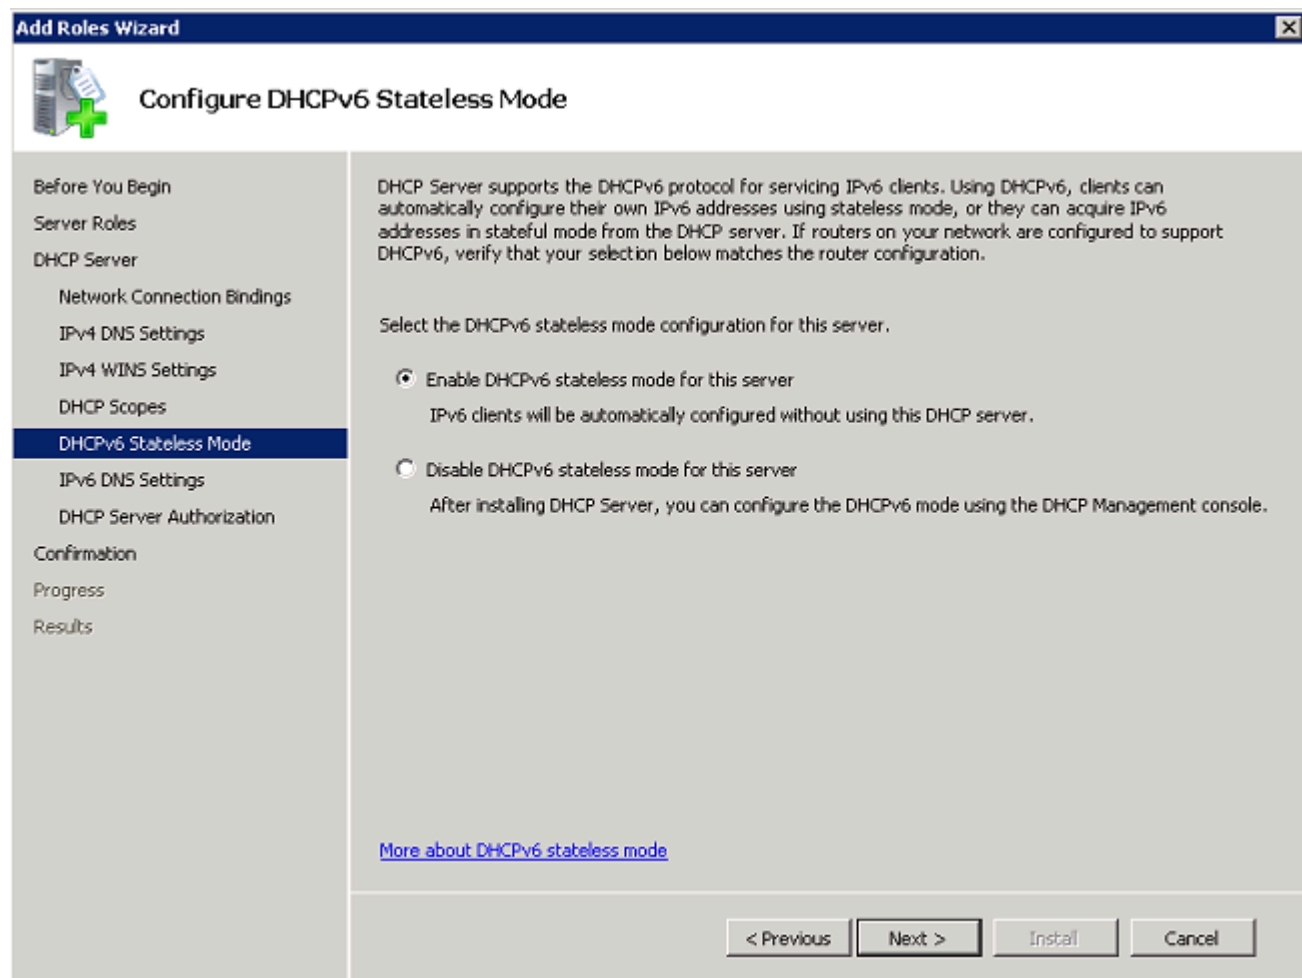 Add Roles Wizard
Configure DHCPv6 Stateless Mode
Before You Begin
Server Roles
DHCP Server
Network Connection Bindings
IPv4 DNS Settings
IPv4 WINS Settings
DHCP Scopes
DHCPv6 Stateless Mode
IPv6 DNS Settings
DHCP Server Authorization
Confirmation
Progress
Results
DHCP Server supports the DHCPv6 protocol for servicing IPv6 clients. Using DHCPv6, clients can
automatically configure their own IPv6 addresses using stateless mode, or they can acquire IPv6
addresses in stateful mode from the DHCP server. If routers on your network are configured to support
DHCPv6, verify that your selection below matches the router configuration.
Select the DHCPv6 stateless mode configuration for this server.
Enable DHCPv6 stateless mode for this server
IPv6 clients will be automatically configured without using this DHCP server.
Disable DHCPv6 stateless mode for this server
After installing DHCP Server, you can configure the DHCPv6 mode using the DHCP Management console.
More about DHCPv6 stateless mode
< Previous
Next >
Install
Cancel